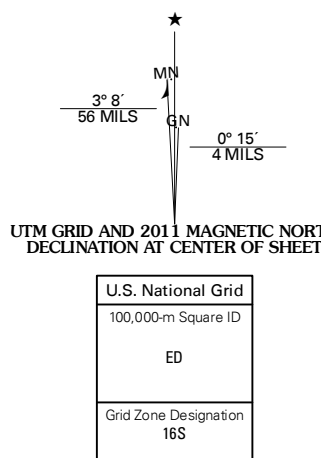 MN
3° 8´
56 MILS
GN
0° 15´
4 MILS
UTM GRID AND 2011 MAGNETIC NORT
DECLINATION AT CENTER OF SHEET
U.S. National Grid
100,000-m Square ID
ED
Grid Zone Designation
16S